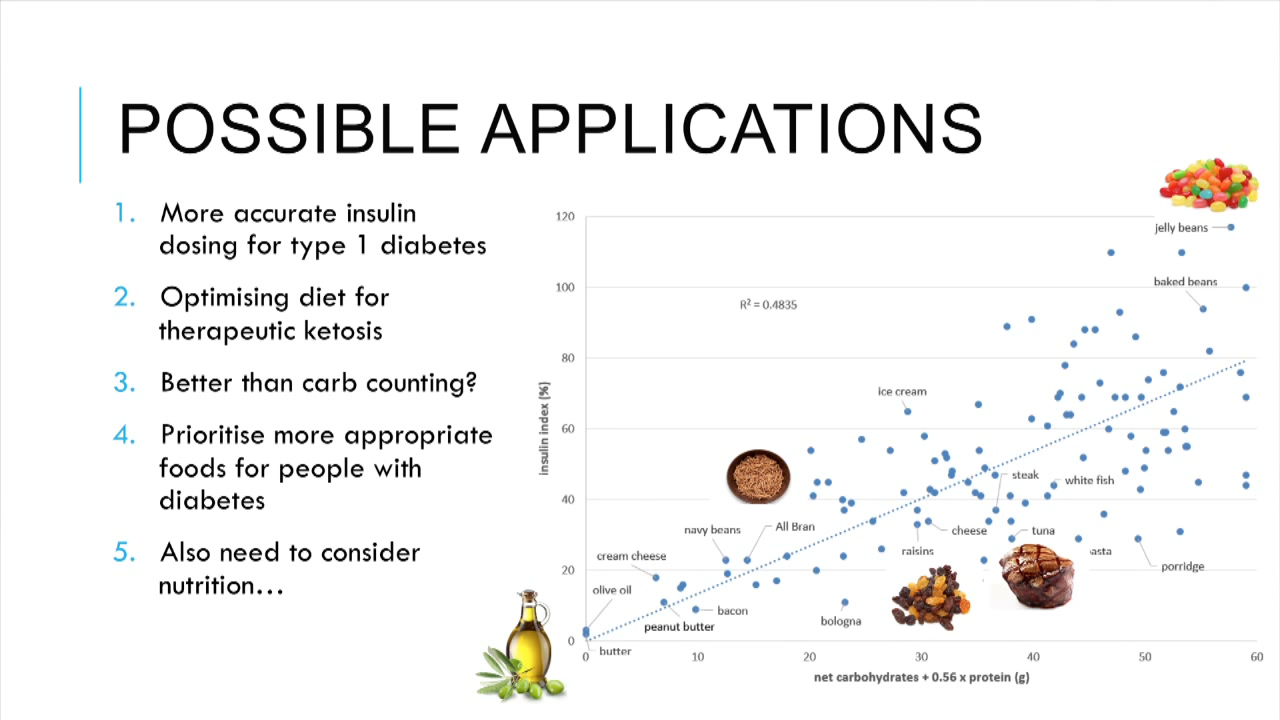 POSSIBLE APPLICATIONS
1. More accurate insulin
dosing for type 1 diabetes
2. Optimising diet for
therapeutic ketosis
3. Better than carb counting?
4. Prioritise more appropriate
foods for people with
diabetes
5. Also need to consider
nutrition...
120
100
80
60
40
20
0
insulin index (%)
R² = 0.4835
jelly beans
baked beans
ice cream
steak
white fish
navy beans
All Bran
cheese
tuna
cream cheese
raisins
asta
porridge
olive oil
bacon
peanut butter
bologna
butter
0 10 20 30 40 50 60
net carbohydrates + 0.56 x protein (g)